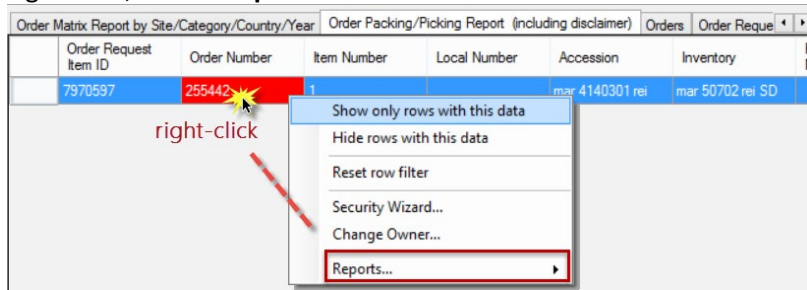 Order Matrix Report by Site/Category/Country/Year Order Packing/Picking Report (including disclaimer) Orders Order Reque
Order Request Item ID Order Number Item Number Local Number Accession Inventory
7970597 255442 1 mar 4140301 rei mar 50702 rei SD
right-click
Show only rows with this data
Hide rows with this data
Reset row filter
Security Wizard...
Change Owner...
Reports...